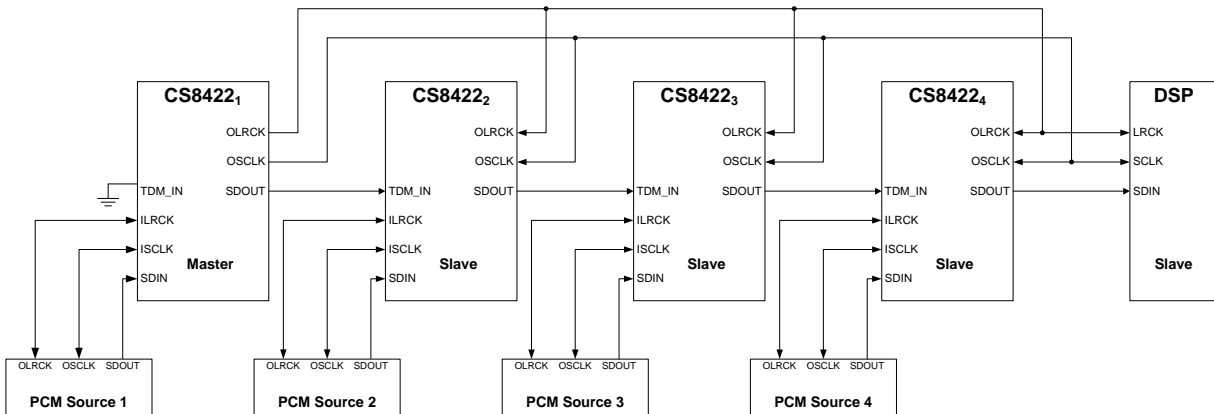 CS8422₁
CS8422₂
CS8422₃
CS8422₄
DSP
OLRCK
OLRCK
OLRCK
OLRCK
LRCK
OSCLK
OSCLK
OSCLK
OSCLK
SCLK
TDM_IN
SDOUT
TDM_IN
SDOUT
TDM_IN
SDOUT
TDM_IN
SDOUT
SDIN
ILRCK
ILRCK
ILRCK
ILRCK
ISCLK
ISCLK
ISCLK
ISCLK
Master
Slave
Slave
Slave
Slave
SDIN
SDIN
SDIN
SDIN
OLRCK OSCLK SDOUT
OLRCK OSCLK SDOUT
OLRCK OSCLK SDOUT
OLRCK OSCLK SDOUT
PCM Source 1
PCM Source 2
PCM Source 3
PCM Source 4